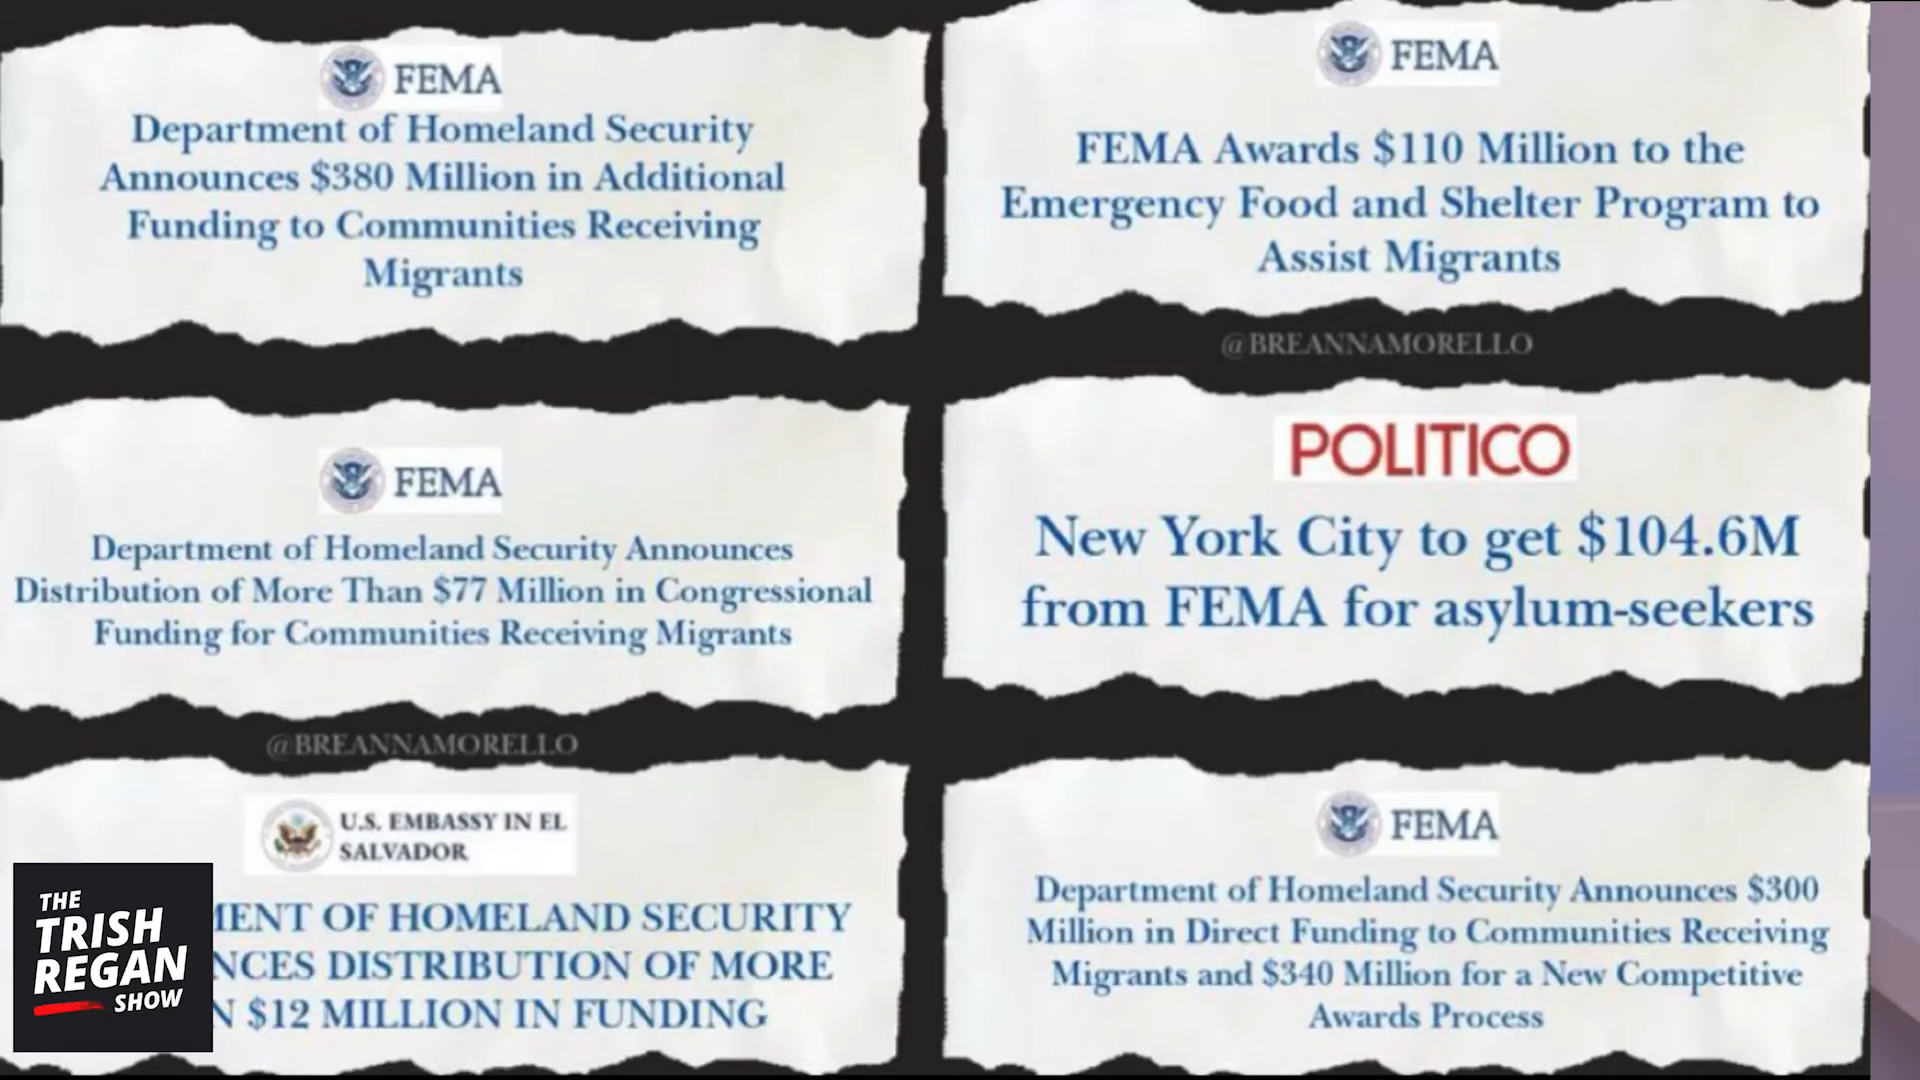 FEMA
Department of Homeland Security
Announces $380 Million in Additional
Funding to Communities Receiving
Migrants
FEMA
FEMA Awards $110 Million to the
Emergency Food and Shelter Program to
Assist Migrants
@BREANNAMORELLO
FEMA
Department of Homeland Security Announces
Distribution of More Than $77 Million in Congressional
Funding for Communities Receiving Migrants
@BREANNAMORELLO
POLITICO
New York City to get $104.6M
from FEMA for asylum-seekers
U.S. EMBASSY IN EL
SALVADOR
MENT OF HOMELAND SECURITY
NCES DISTRIBUTION OF MORE
N $12 MILLION IN FUNDING
FEMA
Department of Homeland Security Announces $300
Million in Direct Funding to Communities Receiving
Migrants and $340 Million for a New Competitive
Awards Process
THE
TRISH
REGAN
SHOW